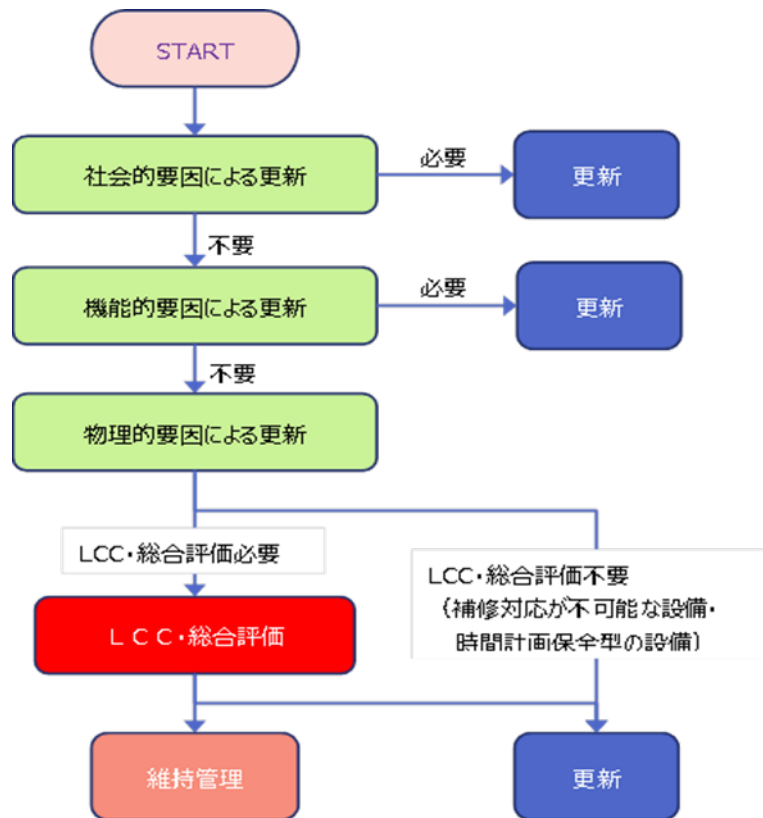 START
社会的要因による更新
必要
更新
不要
機能的要因による更新
必要
更新
不要
物理的要因による更新
LCC・総合評価必要
LCC・総合評価不要
(補修対応が不可能な設備・
時間計画保全型の設備)
ＬＣＣ・総合評価
維持管理
更新